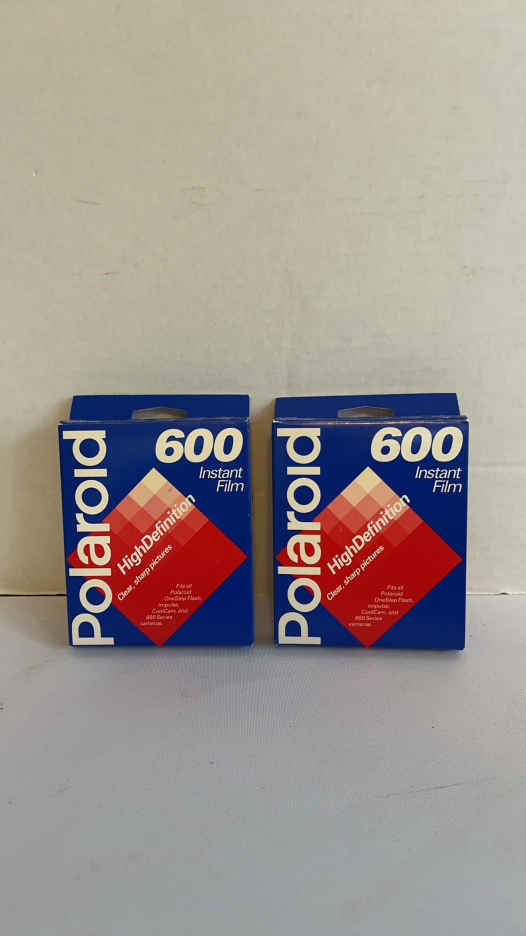 Polaroid
600
Instant
Film
HighDefinition
Clear, sharp pictures
Fits all
Polaroid
OneStep Flash,
Impulse,
CoolCam, and
600 Series
cameras.
Polaroid
600
Instant
Film
HighDefinition
Clear, sharp pictures
Fits all
Polaroid
OneStep Flash,
Impulse,
CoolCam, and
600 Series
cameras.